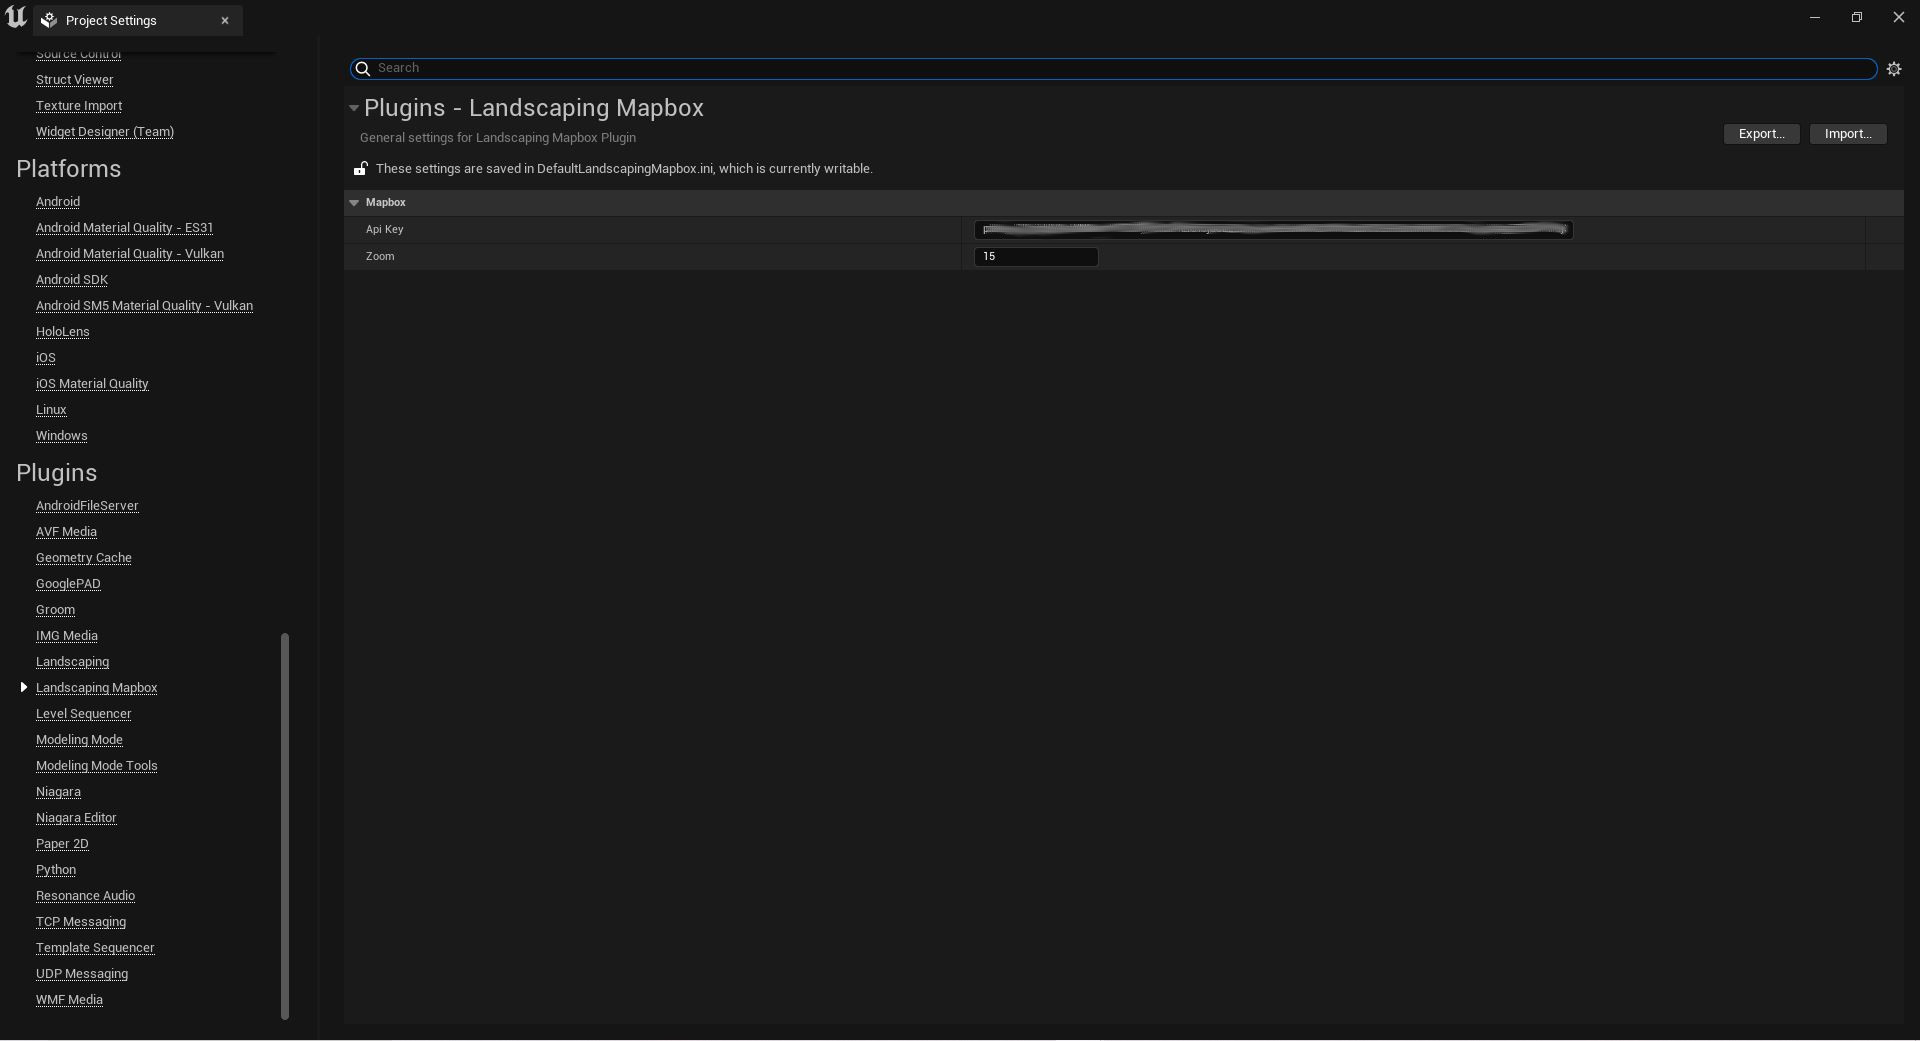 Project Settings
Source Control
Struct Viewer
Texture Import
Widget Designer (Team)
Platforms
Android
Android Material Quality - ES31
Android Material Quality - Vulkan
Android SDK
Android SM5 Material Quality - Vulkan
HoloLens
iOS
iOS Material Quality
Linux
Windows
Plugins
AndroidFileServer
AVF Media
Geometry Cache
GooglePAD
Groom
IMG Media
Landscaping
Landscaping Mapbox
Level Sequencer
Modeling Mode
Modeling Mode Tools
Niagara
Niagara Editor
Paper 2D
Python
Resonance Audio
TCP Messaging
Template Sequencer
UDP Messaging
WMF Media
Search
Plugins - Landscaping Mapbox
General settings for Landscaping Mapbox Plugin
Export...
Import...
These settings are saved in DefaultLandscapingMapbox.ini, which is currently writable.
Mapbox
Api Key
Zoom
15